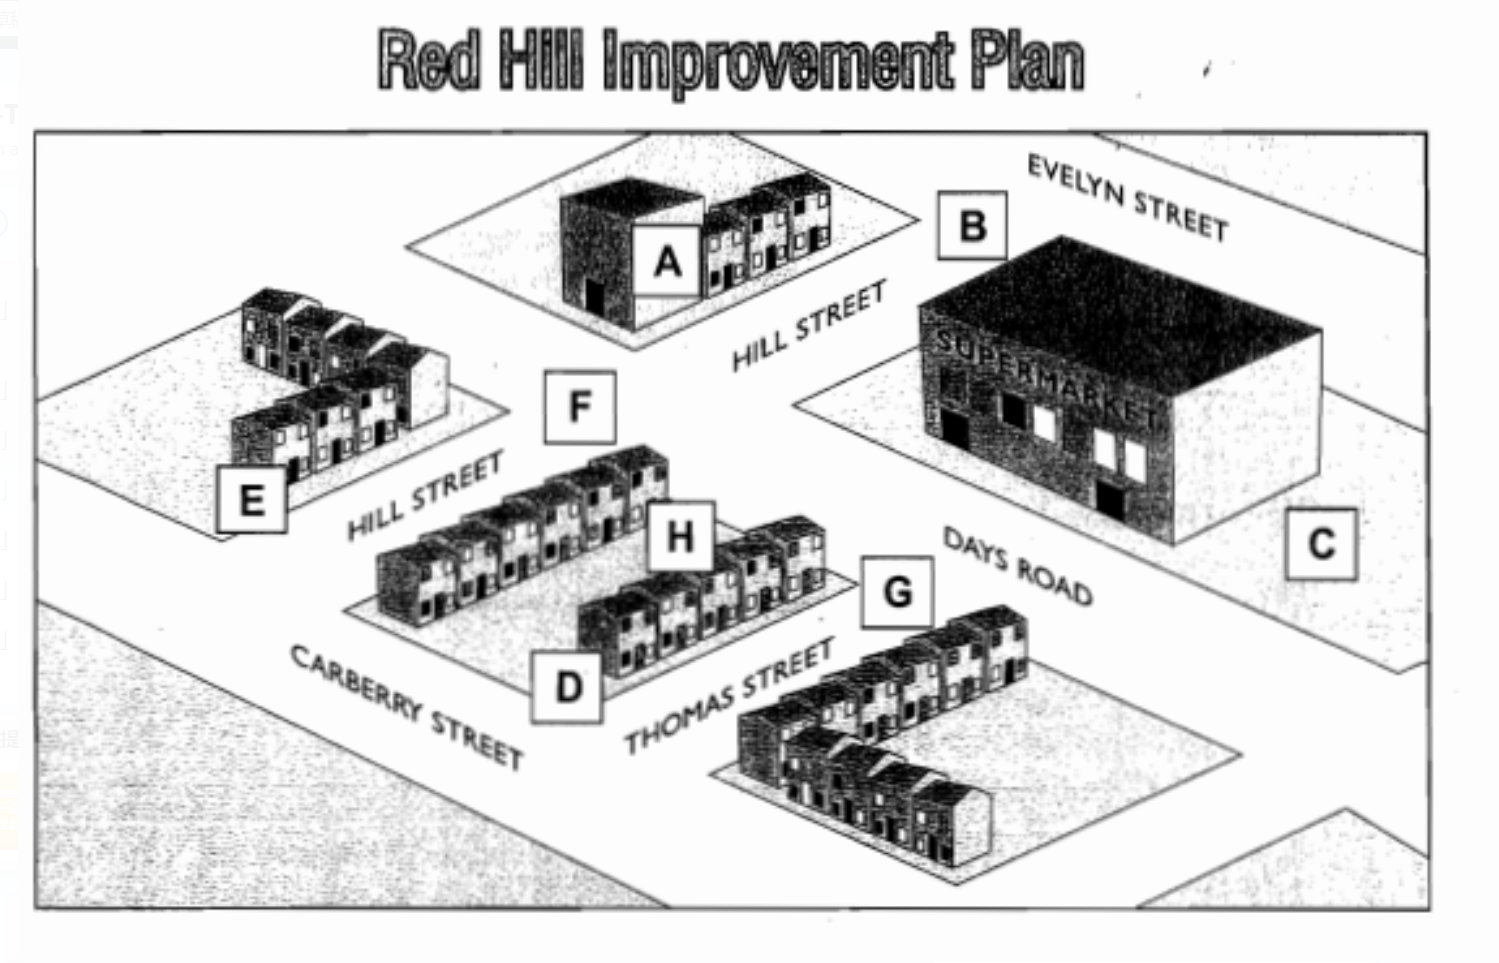 Red Hill Improvement Plan
EVELYN STREET
B
A
HILL STREET
SUPERMARKET
F
E
HILL STREET
H
C
DAYS ROAD
G
D
THOMAS STREET
CARBERRY STREET